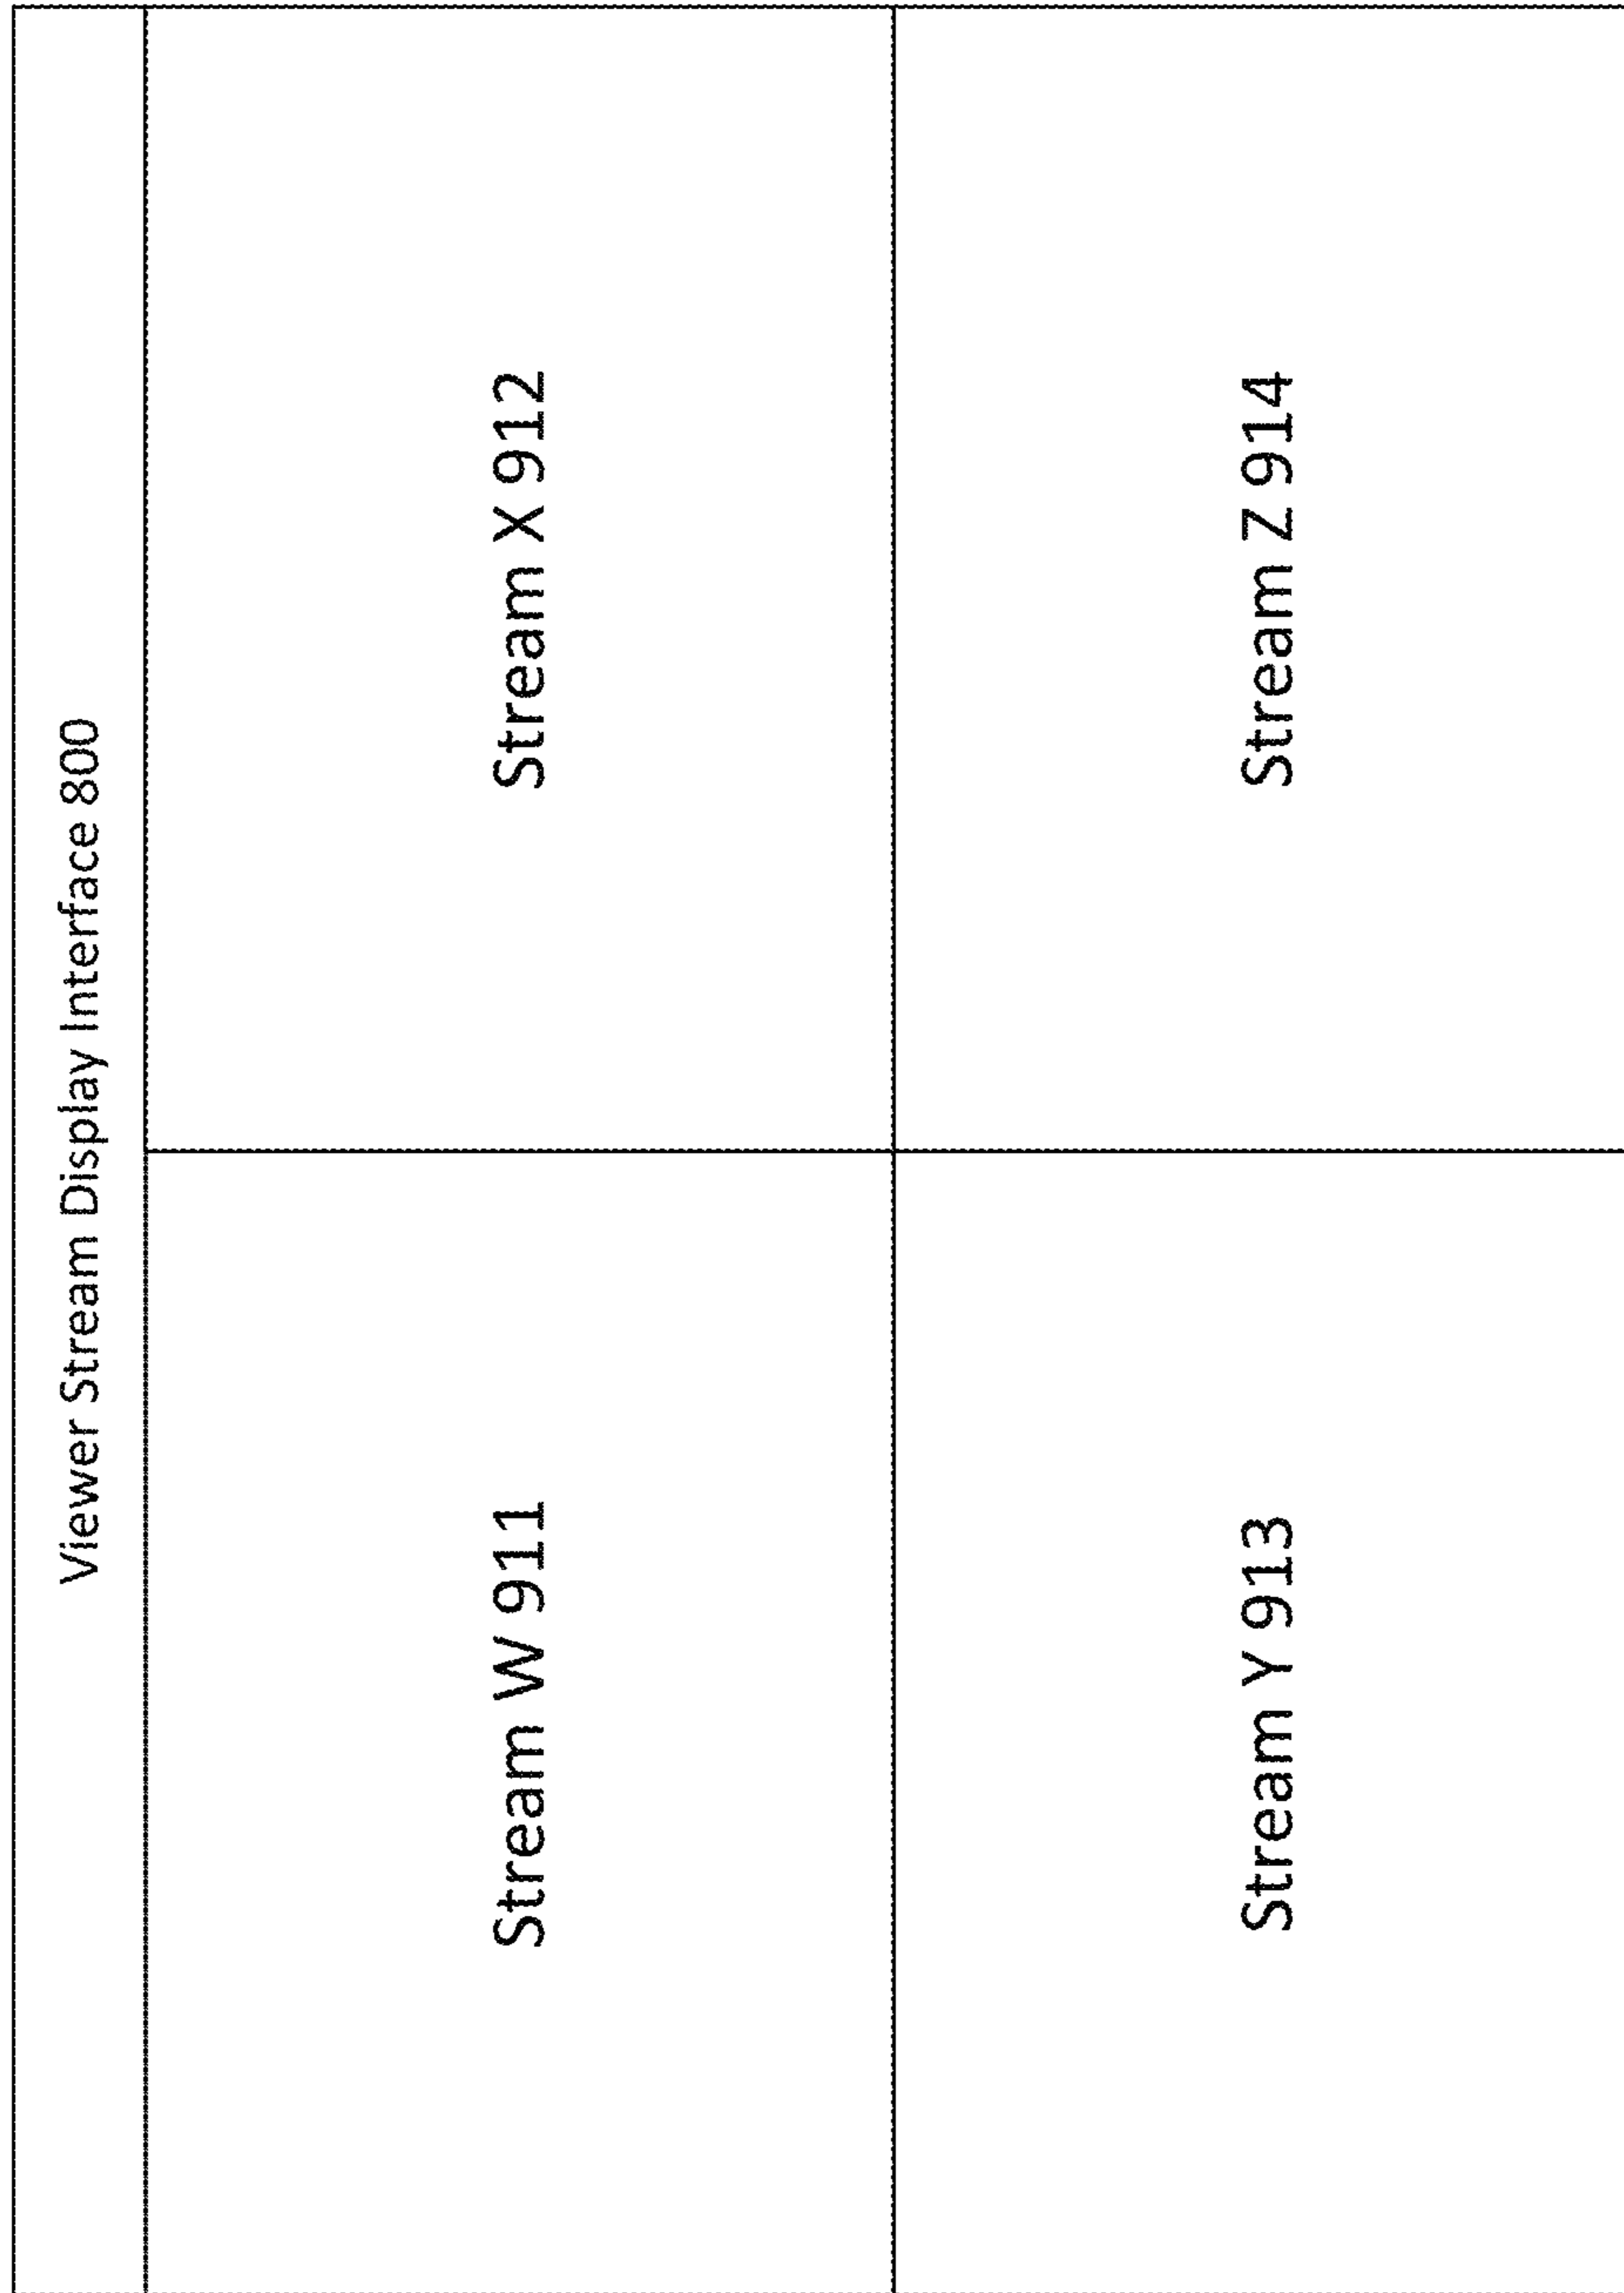 Viewer Stream Display Interface 800
Stream W 911
Stream X 912
Stream Y 913
Stream Z 914